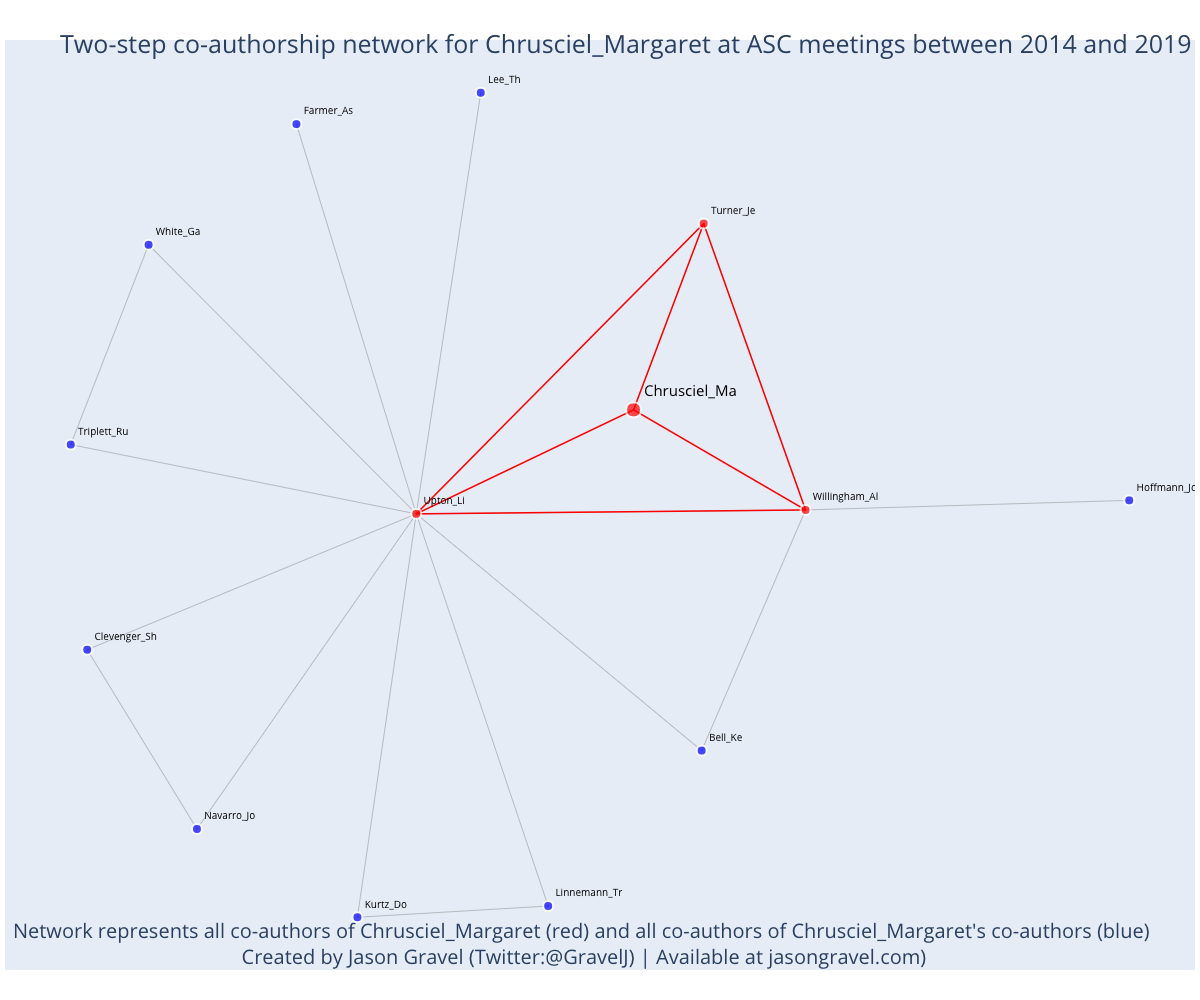 Two-step co-authorship network for Chrusciel_Margaret at ASC meetings between 2014 and 2019
Lee_Th
Farmer_As
Turner_Je
White_Ga
Chrusciel_Ma
Triplett_Ru
Hoffmann_Jo
Willingham_Al
Upton_Li
Clevenger_Sh
Bell_Ke
Navarro_Jo
Linnemann_Tr
Kurtz_Do
Network represents all co-authors of Chrusciel_Margaret (red) and all co-authors of Chrusciel_Margaret's co-authors (blue)
Created by Jason Gravel (Twitter:@GravelJ) | Available at jasongravel.com)